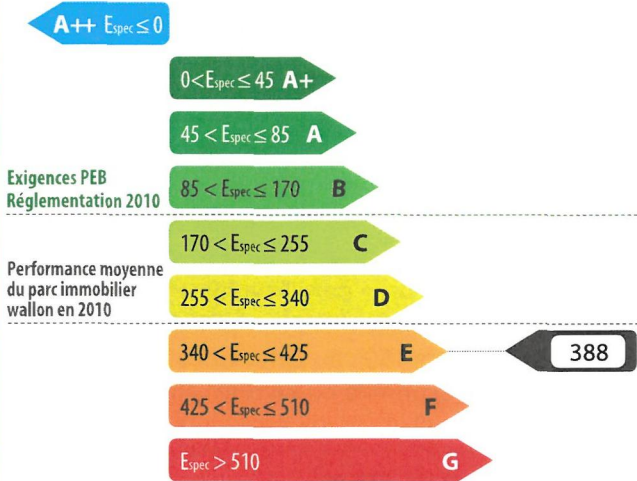 A++ Espec ≤ 0
0 < Espec ≤ 45 A+
45 < Espec ≤ 85 A
Exigences PEB
Réglementation 2010
85 < Espec ≤ 170 B
170 < Espec ≤ 255 C
Performance moyenne
du parc immobilier
wallon en 2010
255 < Espec ≤ 340 D
340 < Espec ≤ 425 E
388
425 < Espec ≤ 510 F
Espec > 510 G